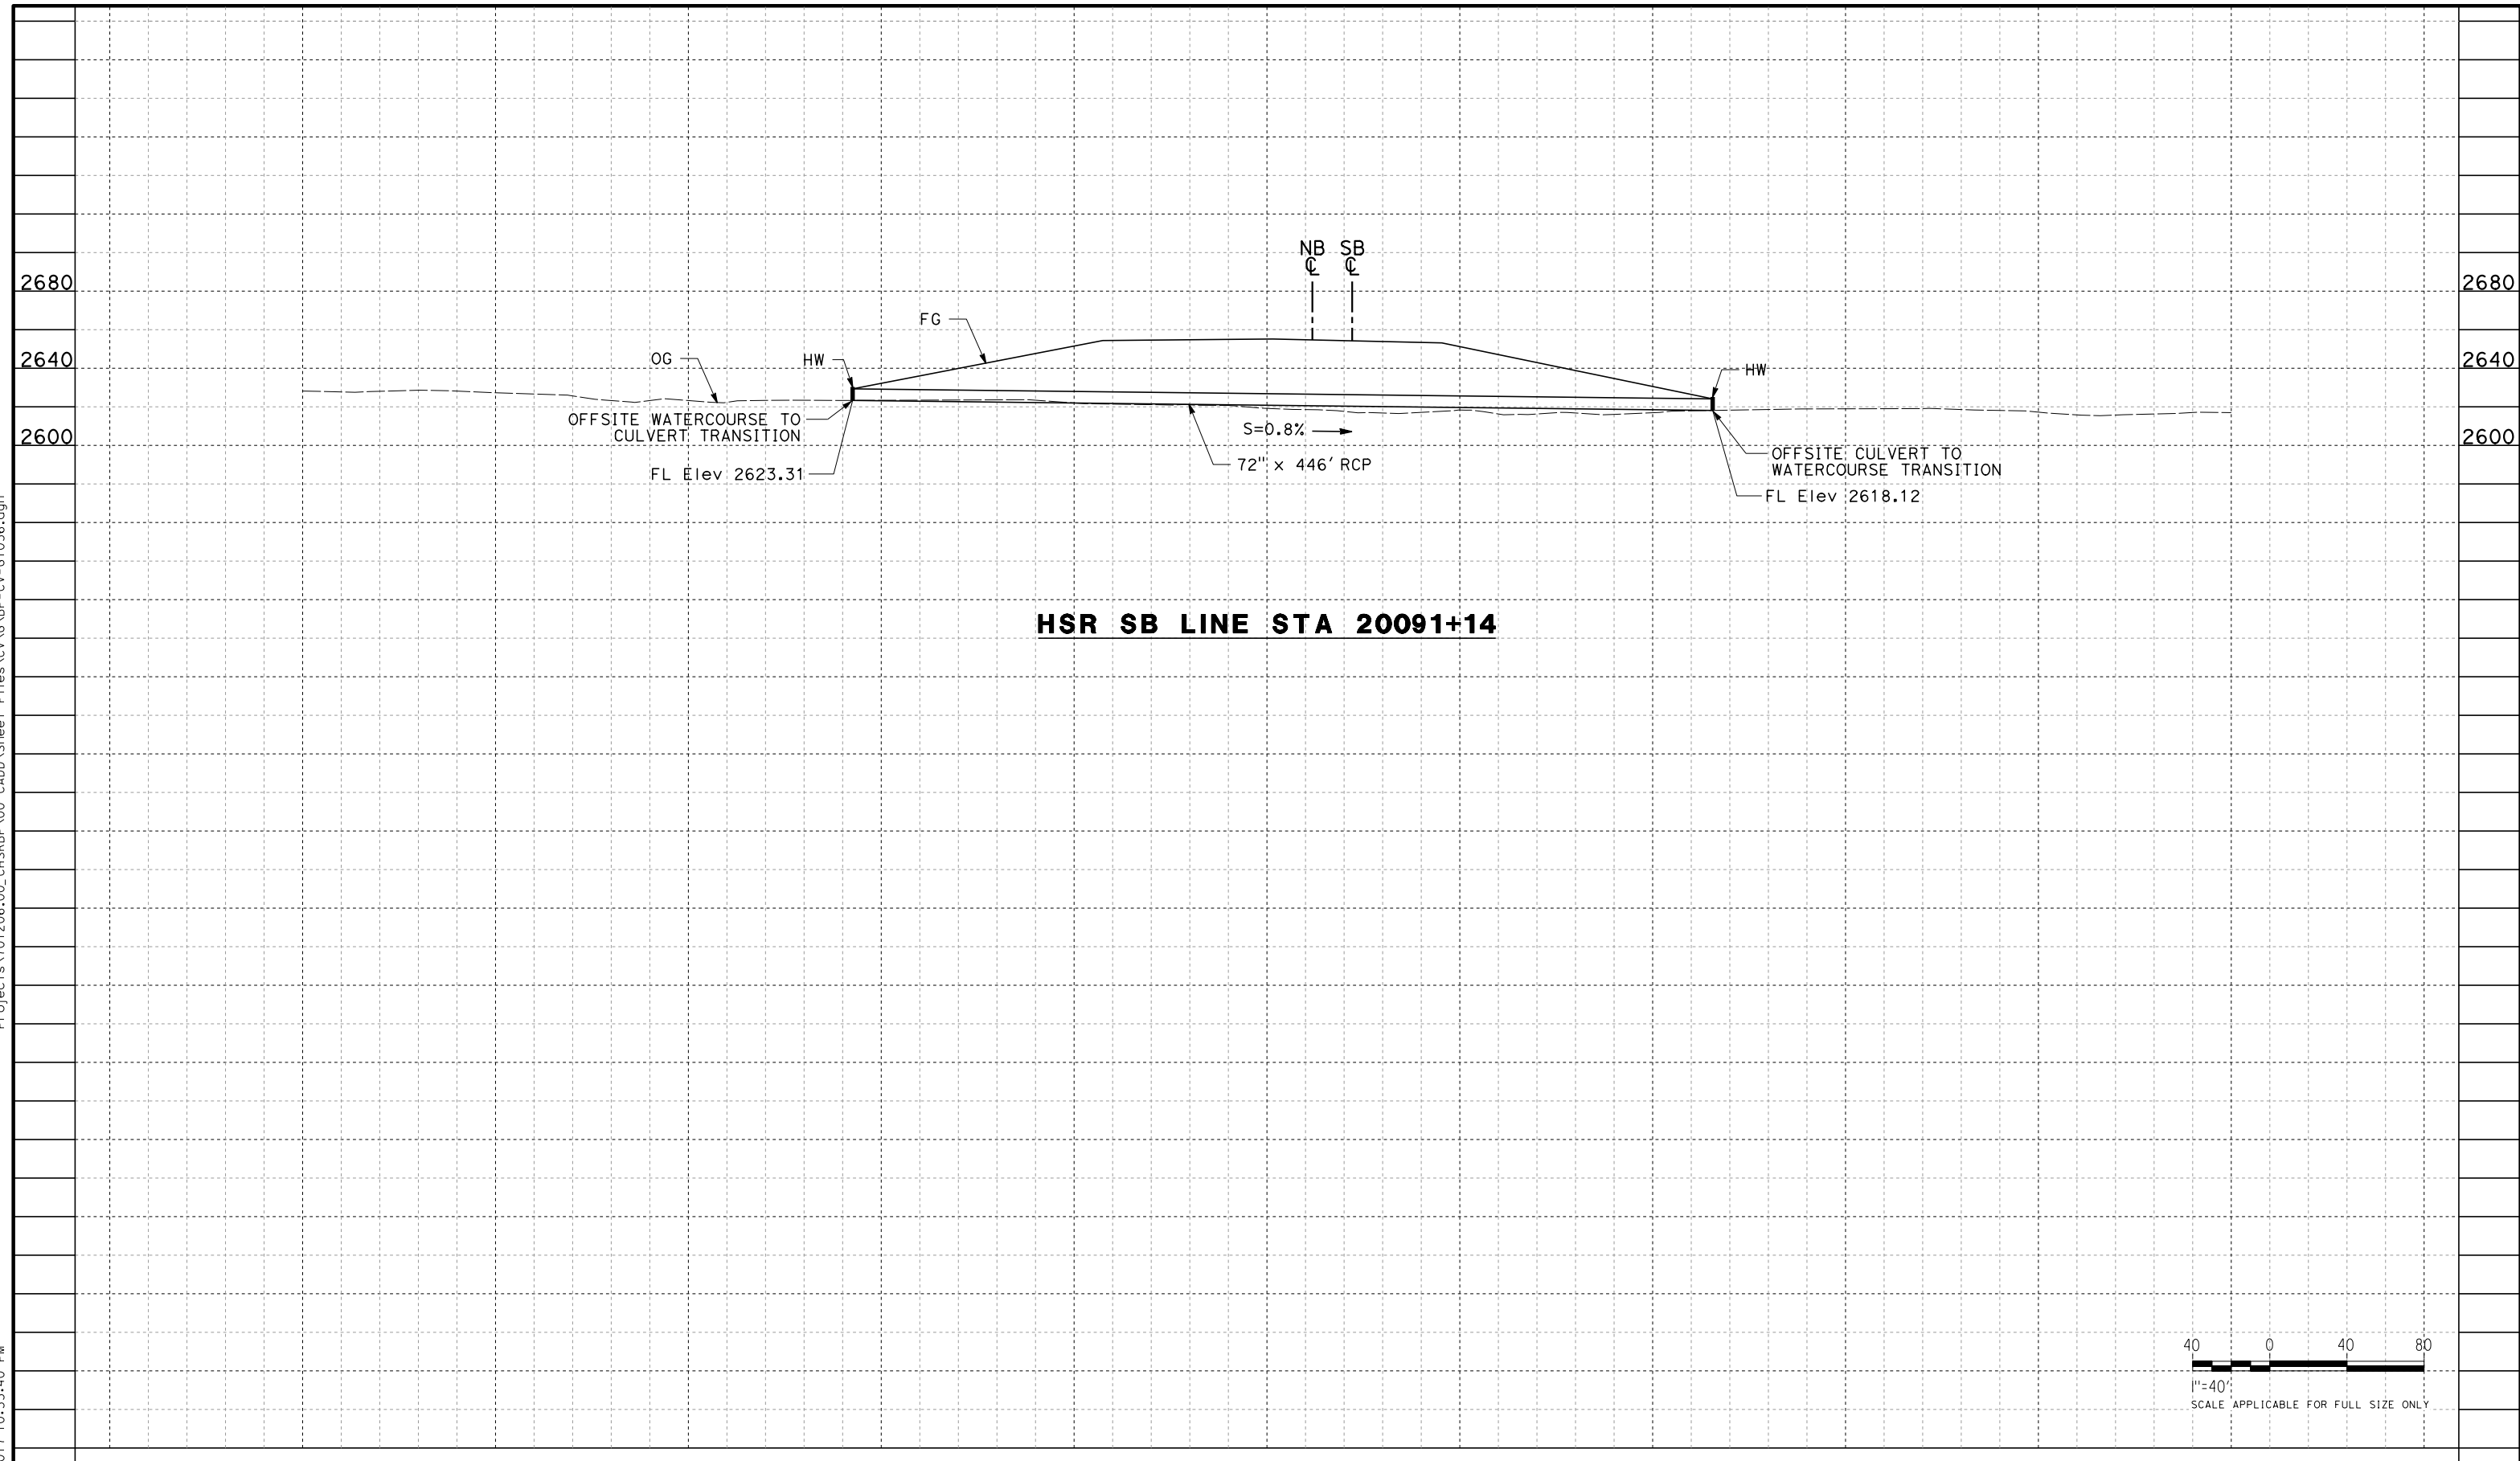 NB SB
℄ ℄
2680 2680
FG
2640 2640
OG
HW
HW
OFFSITE WATERCOURSE TO
CULVERT TRANSITION
2600 2600
S=0.8%
72" x 446' RCP
FL Elev 2623.31
OFFSITE CULVERT TO
WATERCOURSE TRANSITION
FL Elev 2618.12
HSR SB LINE STA 20091+14
40 0 40 80
1"=40'
SCALE APPLICABLE FOR FULL SIZE ONLY